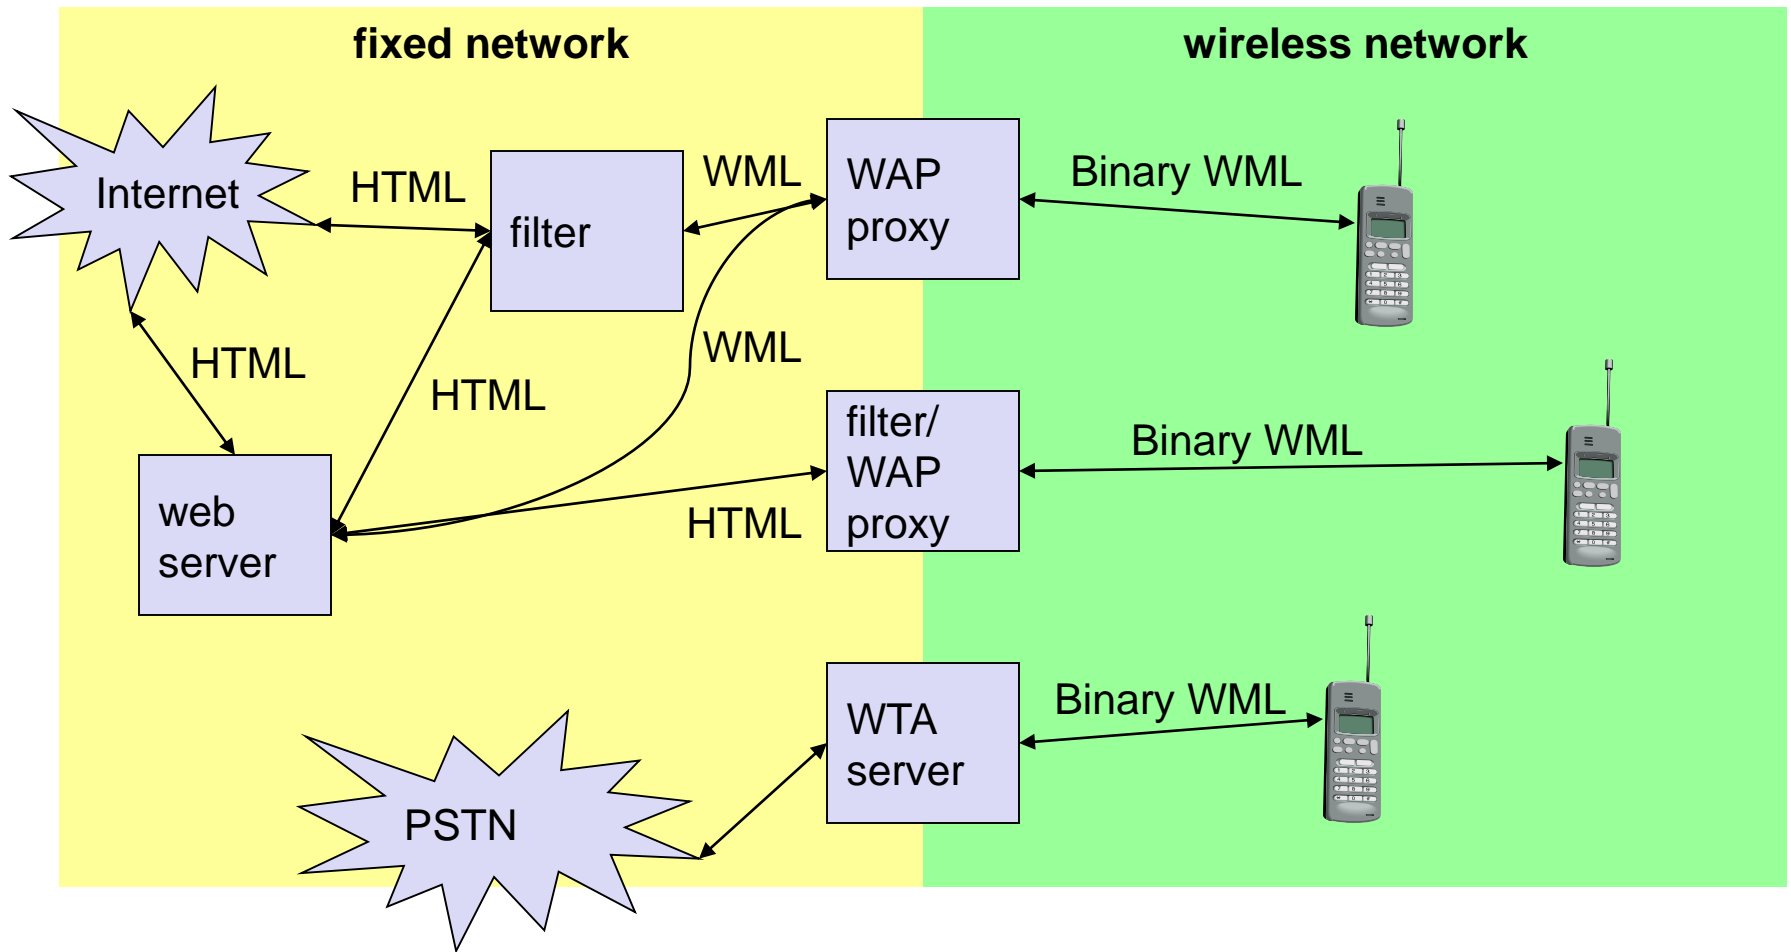 fixed network
wireless network
Internet
HTML
filter
WML
WAP
proxy
Binary WML
HTML
HTML
WML
filter/
WAP
proxy
Binary WML
web
server
HTML
WTA
server
Binary WML
PSTN